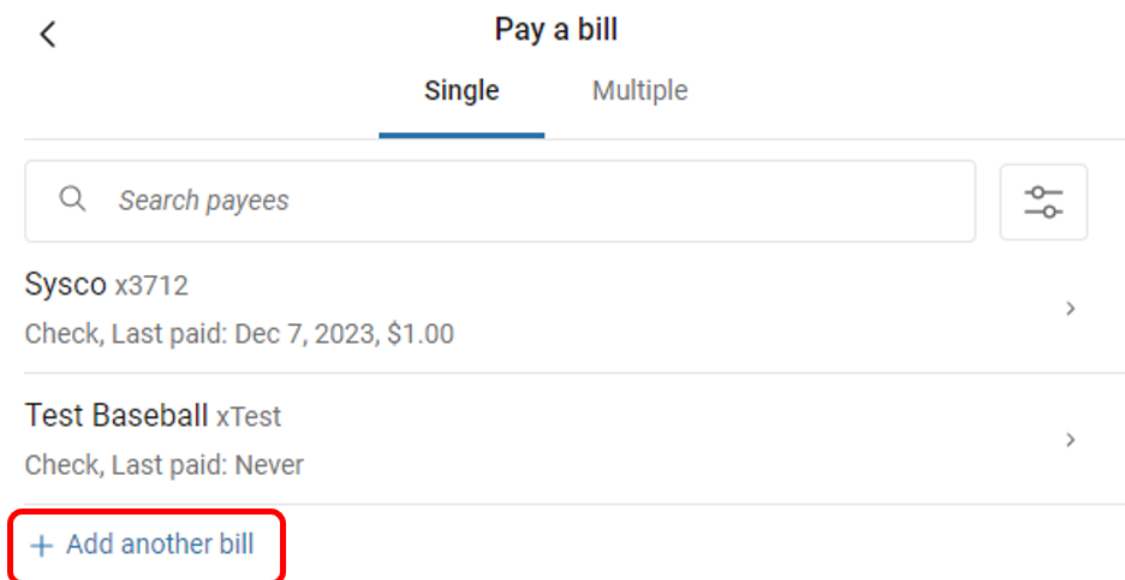 Pay a bill
Single Multiple
Search payees
Sysco x3712
Check, Last paid: Dec 7, 2023, $1.00
Test Baseball xTest
Check, Last paid: Never
+ Add another bill